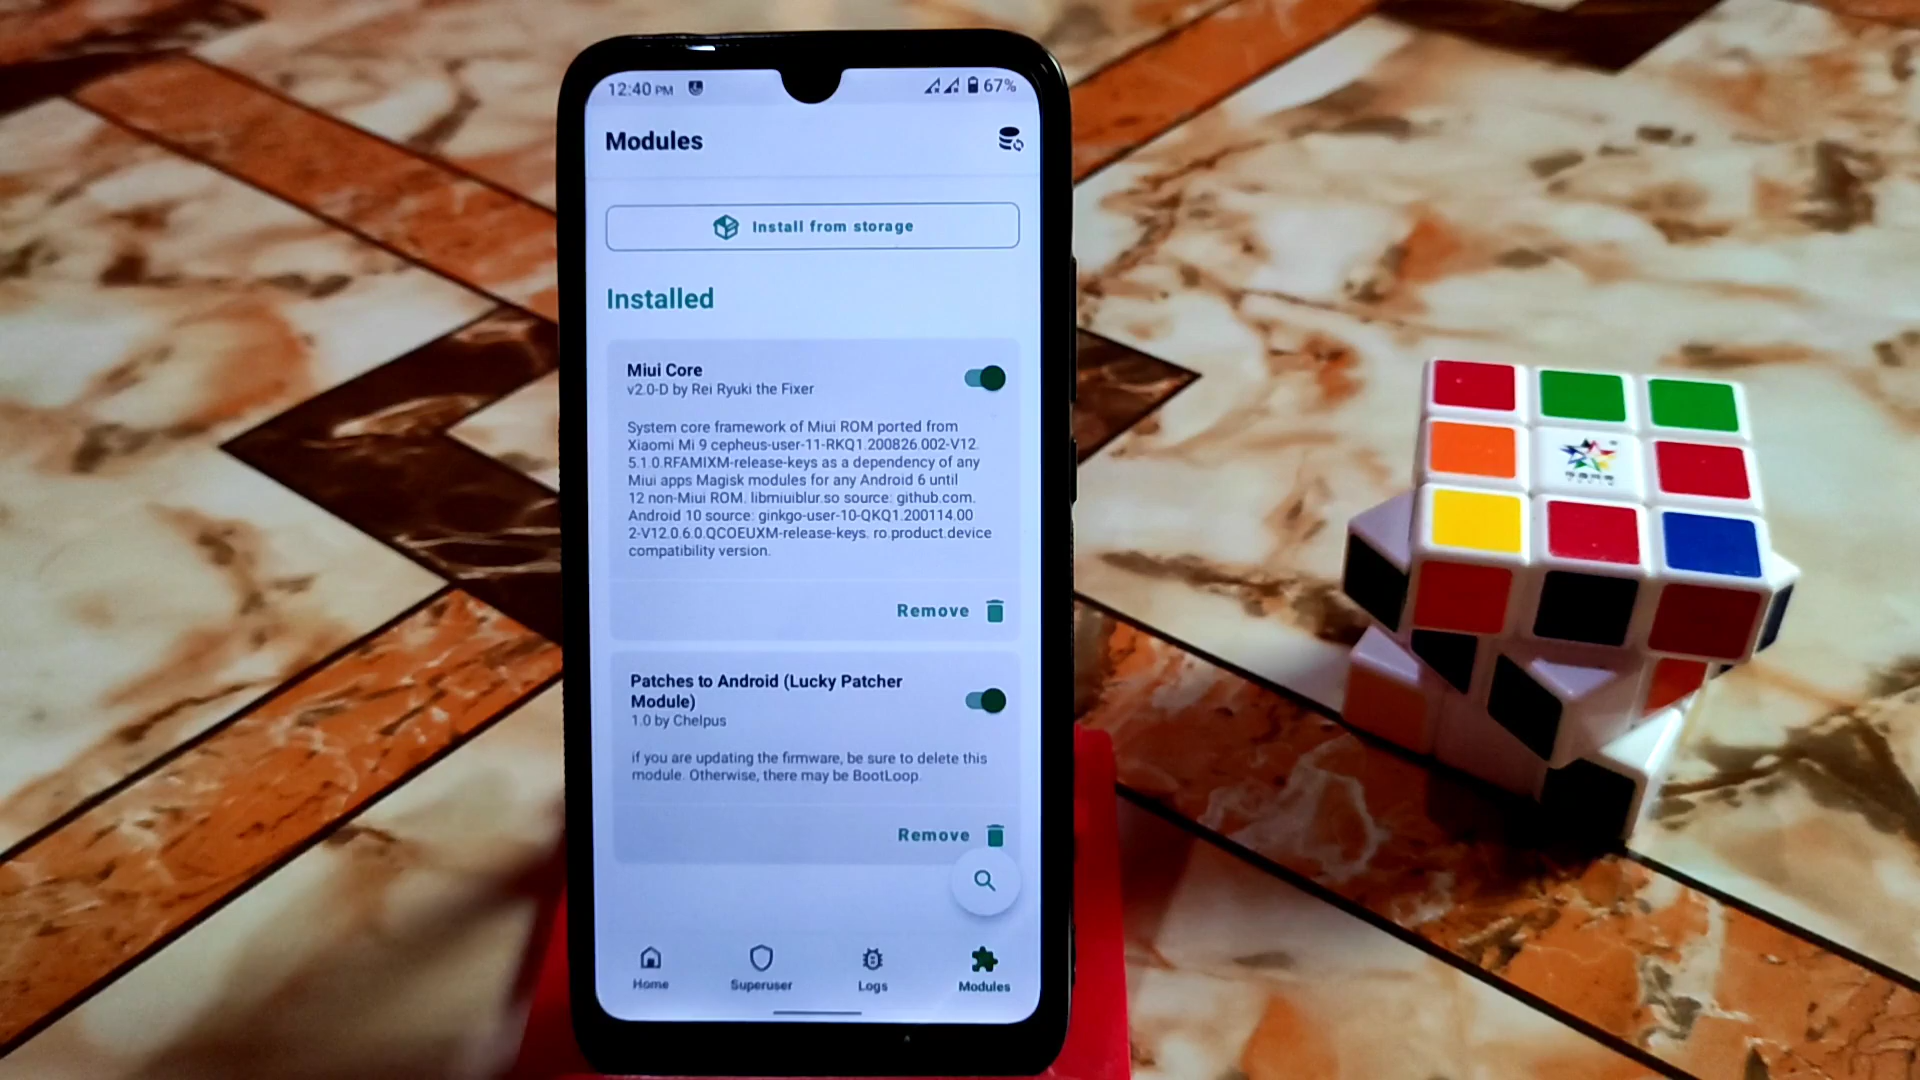 12:40 PM 67%
Modules
Install from storage
Installed
Miui Core
v2.0-D by Rei Ryuki the Fixer
System core framework of Miui ROM ported from
Xiaomi Mi 9 cepheus-user-11-RKQ1.200826.002-V12.
5.1.0.RFAMIXM-release-keys as a dependency of any
Miui apps Magisk modules for any Android 6 until
12 non-Miui ROM. libmiuiblur.so source: github.com.
Android 10 source: ginkgo-user-10-QKQ1.200114.00
2-V12.0.6.0.QCOEUXM-release-keys. ro.product.device
compatibility version.
Remove
Patches to Android (Lucky Patcher
Module)
1.0 by Chelpus
if you are updating the firmware, be sure to delete this
module. Otherwise, there may be BootLoop.
Remove
Home Superuser Logs Modules